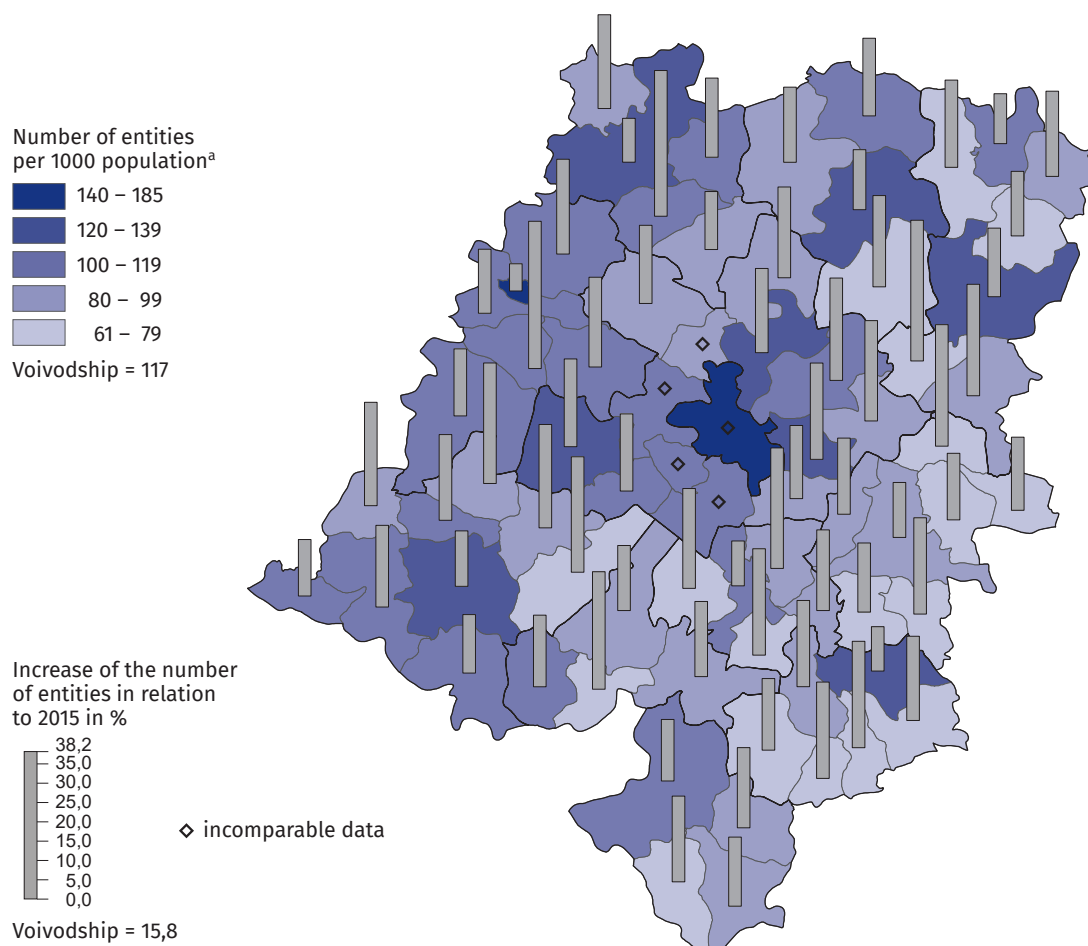 Number of entities
per 1000 populationᵃ
140 – 185
120 – 139
100 – 119
80 – 99
61 – 79
Voivodship = 117
Increase of the number
of entities in relation
to 2015 in %
38,2
35,0
30,0
25,0
20,0
15,0
10,0
5,0
0,0
incomparable data
Voivodship = 15,8